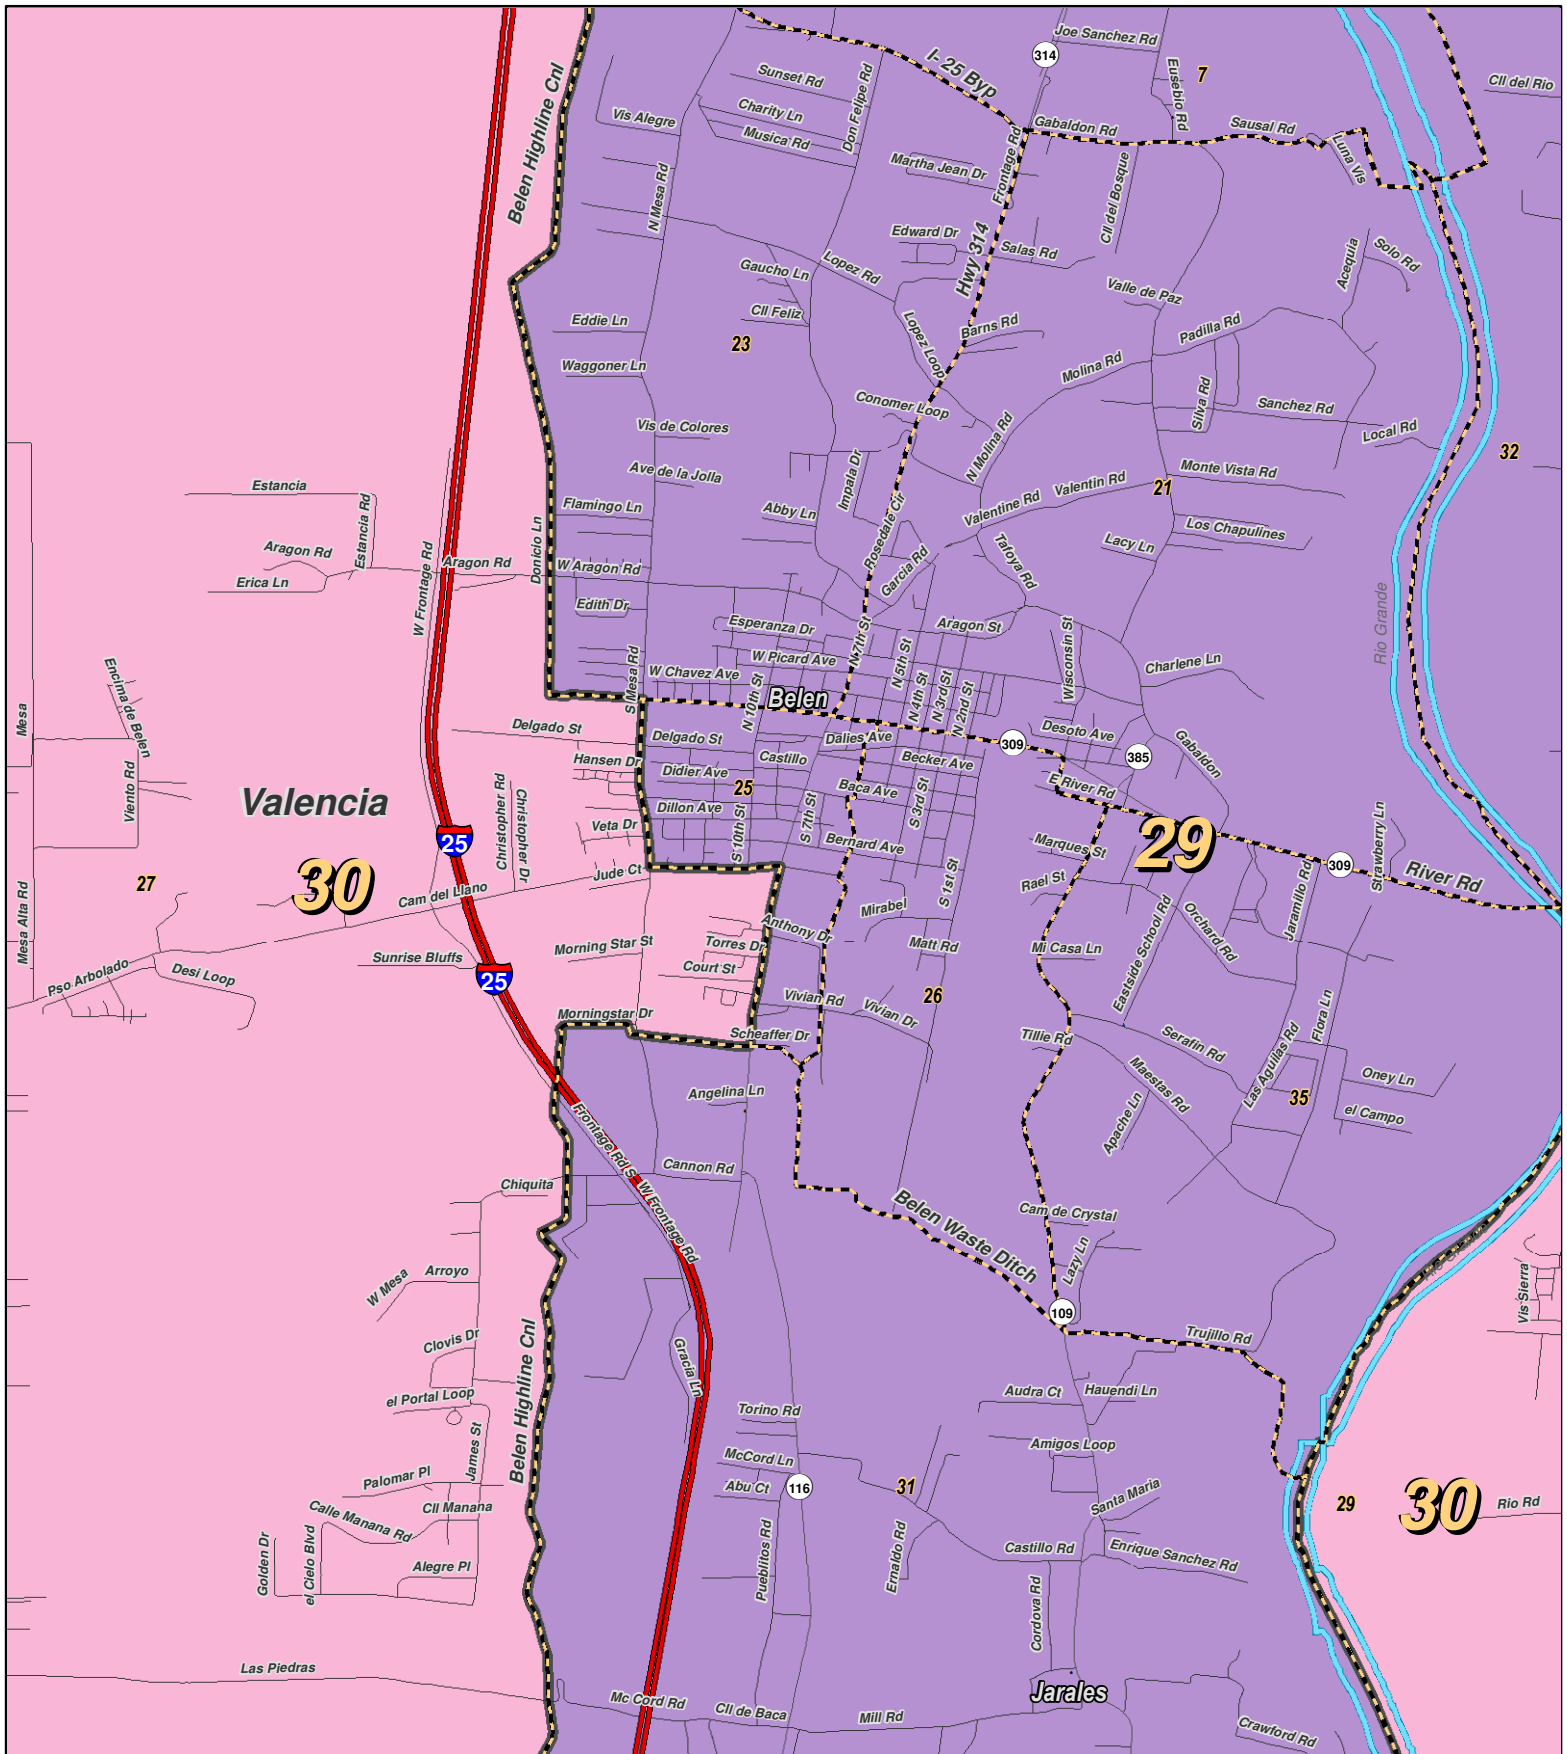 Joe Sanchez Rd
314
I- 25 Byp
Sunset Rd
Don Felipe Rd
Belen Highline Cnl
7
Eusebio Rd
Cll del Rio
Vis Alegre
Charity Ln
Musica Rd
Gabaldon Rd
Sausal Rd
Luna Vis
Frontage Rd
Martha Jean Dr
N Mesa Rd
Cll del Bosque
Edward Dr
Salas Rd
Hwy 314
Acequia
Solo Rd
Gaucho Ln
Lopez Rd
Valle de Paz
Cll Feliz
Eddie Ln
23
Lopez Loop
Barns Rd
Padilla Rd
Waggoner Ln
Molina Rd
Silva Rd
Conomer Loop
Sanchez Rd
Vis de Colores
N Molina Rd
Local Rd
32
Ave de la Jolla
Impala Dr
Monte Vista Rd
Estancia
Valentin Rd
21
Flamingo Ln
Abby Ln
Rosedale Cir
Valentine Rd
Los Chapulines
Estancia Rd
Donicio Ln
Lacy Ln
Aragon Rd
W Frontage Rd
Aragon Rd
W Aragon Rd
Garcia Rd
Tafoya Rd
Erica Ln
Edith Dr
Rio Grande
Esperanza Dr
N 7th St
Aragon St
Wisconsin St
W Picard Ave
N 5th St
Charlene Ln
Encima de Belen
S Mesa Rd
W Chavez Ave
N 10th St
Belen
N 4th St
N 3rd St
N 2nd St
Mesa
Delgado St
Delgado St
Dalies Ave
309
Desoto Ave
385
Gabaldon
Hansen Dr
Didier Ave
Castillo
Becker Ave
Viento Rd
Valencia
Christopher Rd
Christopher Dr
25
Baca Ave
E River Rd
Dillon Ave
S 10th St
S 7th St
S 3rd St
Veta Dr
25
Bernard Ave
Marques St
29
Strawberry Ln
309
River Rd
27
30
Cam del Llano
Jude Ct
S 1st St
Rael St
Jaramillo Rd
Mesa Alta Rd
Mirabel
Anthony Dr
Eastside School Rd
Orchard Rd
Morning Star St
Torres Dr
Matt Rd
Mi Casa Ln
Sunrise Bluffs
Court St
Pso Arbolado
Desi Loop
25
Vivian Rd
Vivian Dr
26
Flora Ln
Morningstar Dr
Scheaffer Dr
Tillie Rd
Serafin Rd
Las Aguilas Rd
Maestas Rd
Oney Ln
Angelina Ln
35
el Campo
Apache Ln
Frontage Rd S
Cannon Rd
Chiquita
W Frontage Rd
Belen Waste Ditch
Cam de Crystal
Lazy Ln
W Mesa
Arroyo
Vis Sierra
109
Clovis Dr
Trujillo Rd
Belen Highline Cnl
Gracia Ln
el Portal Loop
Audra Ct
Hauendi Ln
Torino Rd
James St
McCord Ln
Amigos Loop
Palomar Pl
Abu Ct
116
31
29
30
Rio Rd
Calle Manana Rd
Cll Manana
Santa Maria
Golden Dr
el Cielo Blvd
Alegre Pl
Pueblitos Rd
Ernaldo Rd
Castillo Rd
Enrique Sanchez Rd
Cordova Rd
Las Piedras
Jarales
Mc Cord Rd
Cll de Baca
Mill Rd
Crawford Rd